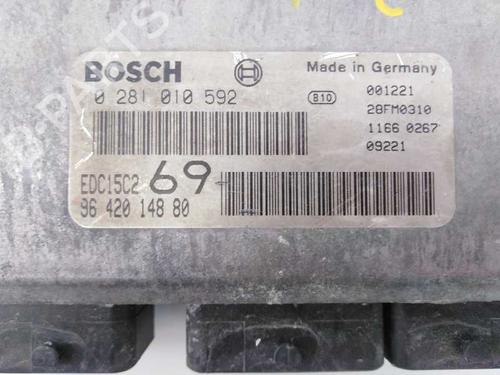 BOSCH
Made in Germany
0 281 010 592
B10
001221
28FM0310
1166 0267
09221
EDC15C2 69
96 420 148 80